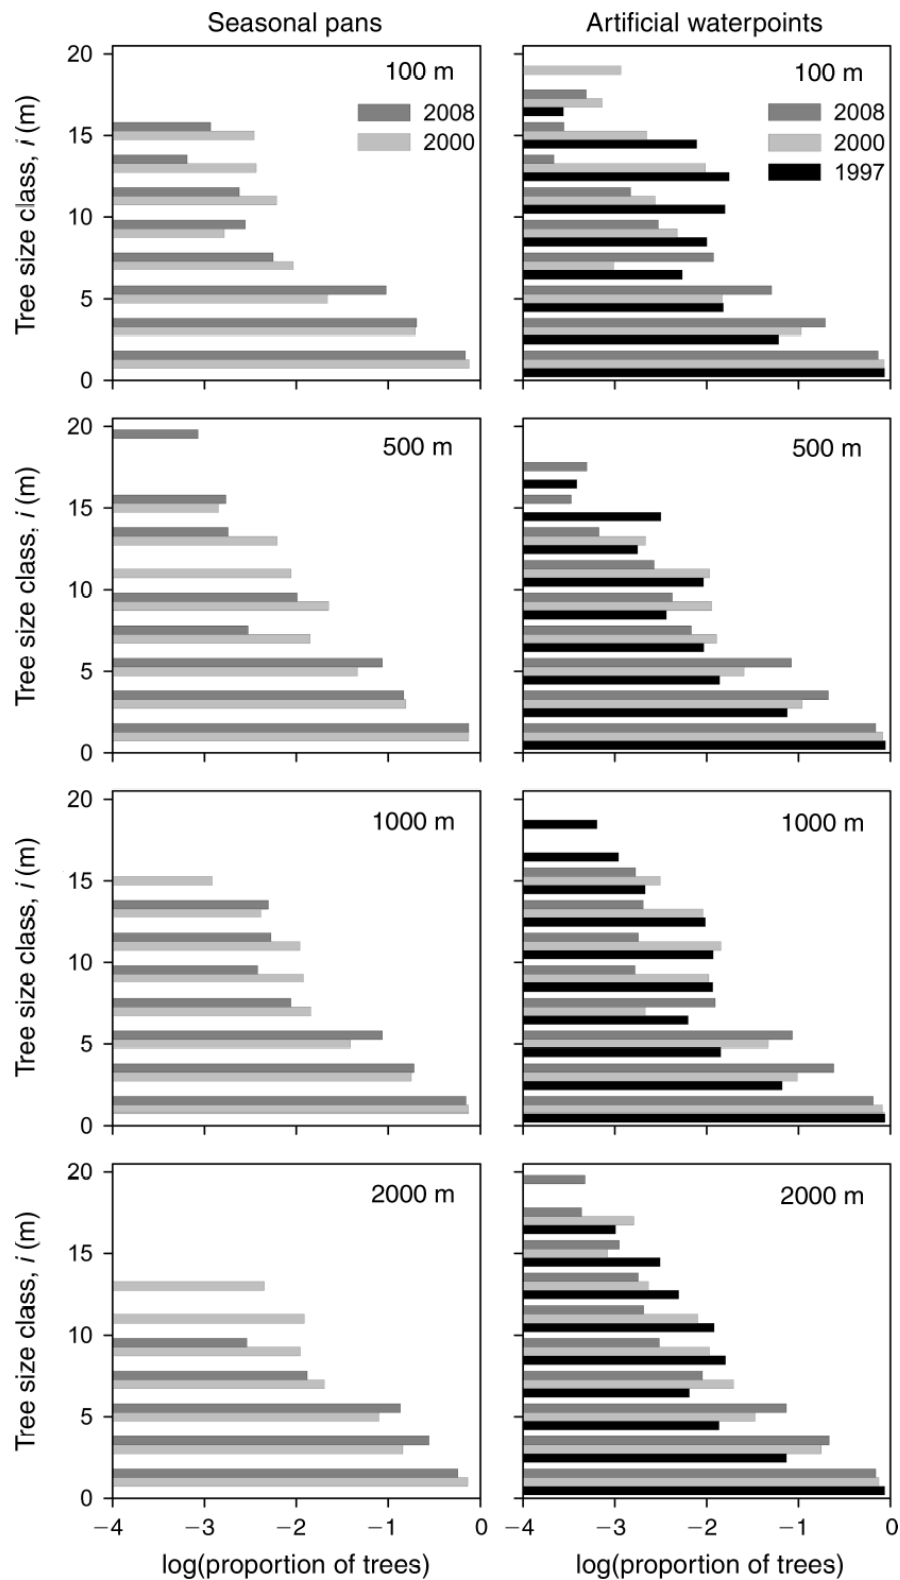 Seasonal pans
Artificial waterpoints
Tree size class, i (m)
20
15
10
5
0
100 m
2008
2000
100 m
2008
2000
1997
Tree size class, i (m)
20
15
10
5
0
500 m
500 m
Tree size class, i (m)
20
15
10
5
0
1000 m
1000 m
Tree size class, i (m)
20
15
10
5
0
2000 m
2000 m
−4 −3 −2 −1 0
−4 −3 −2 −1 0
log(proportion of trees)
log(proportion of trees)